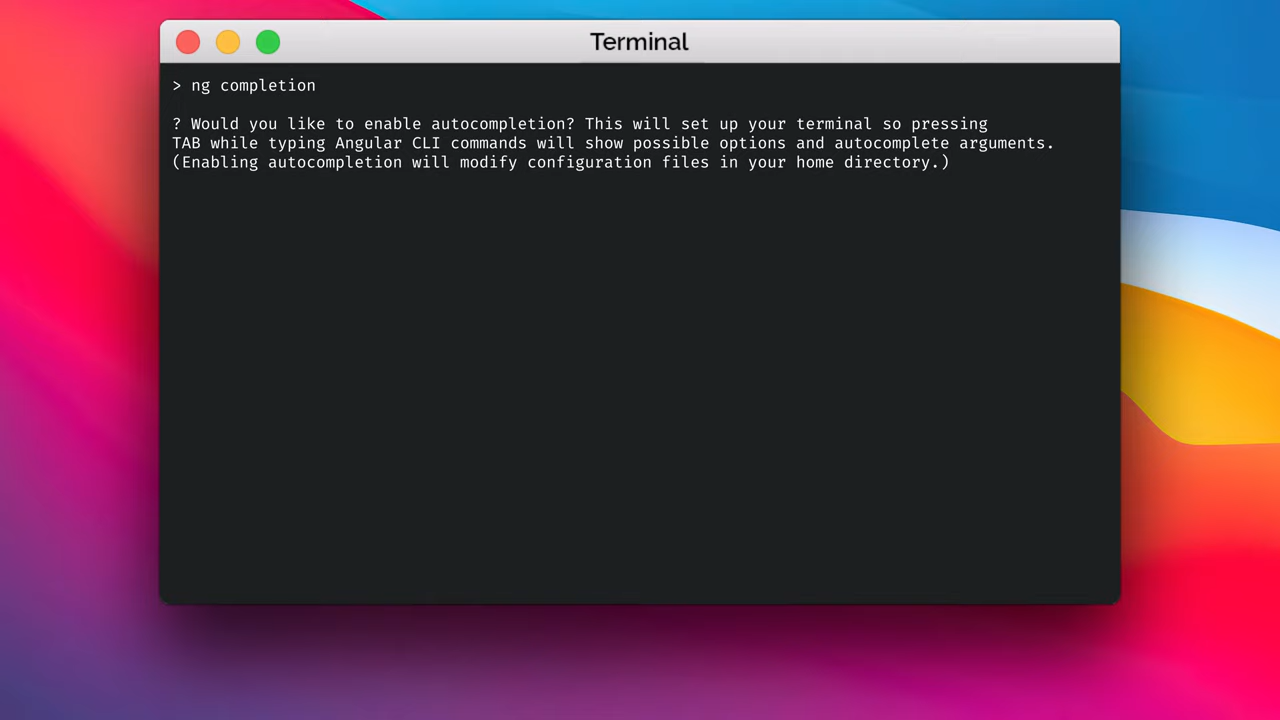 Terminal
> ng completion
? Would you like to enable autocompletion? This will set up your terminal so pressing
TAB while typing Angular CLI commands will show possible options and autocomplete arguments.
(Enabling autocompletion will modify configuration files in your home directory.)